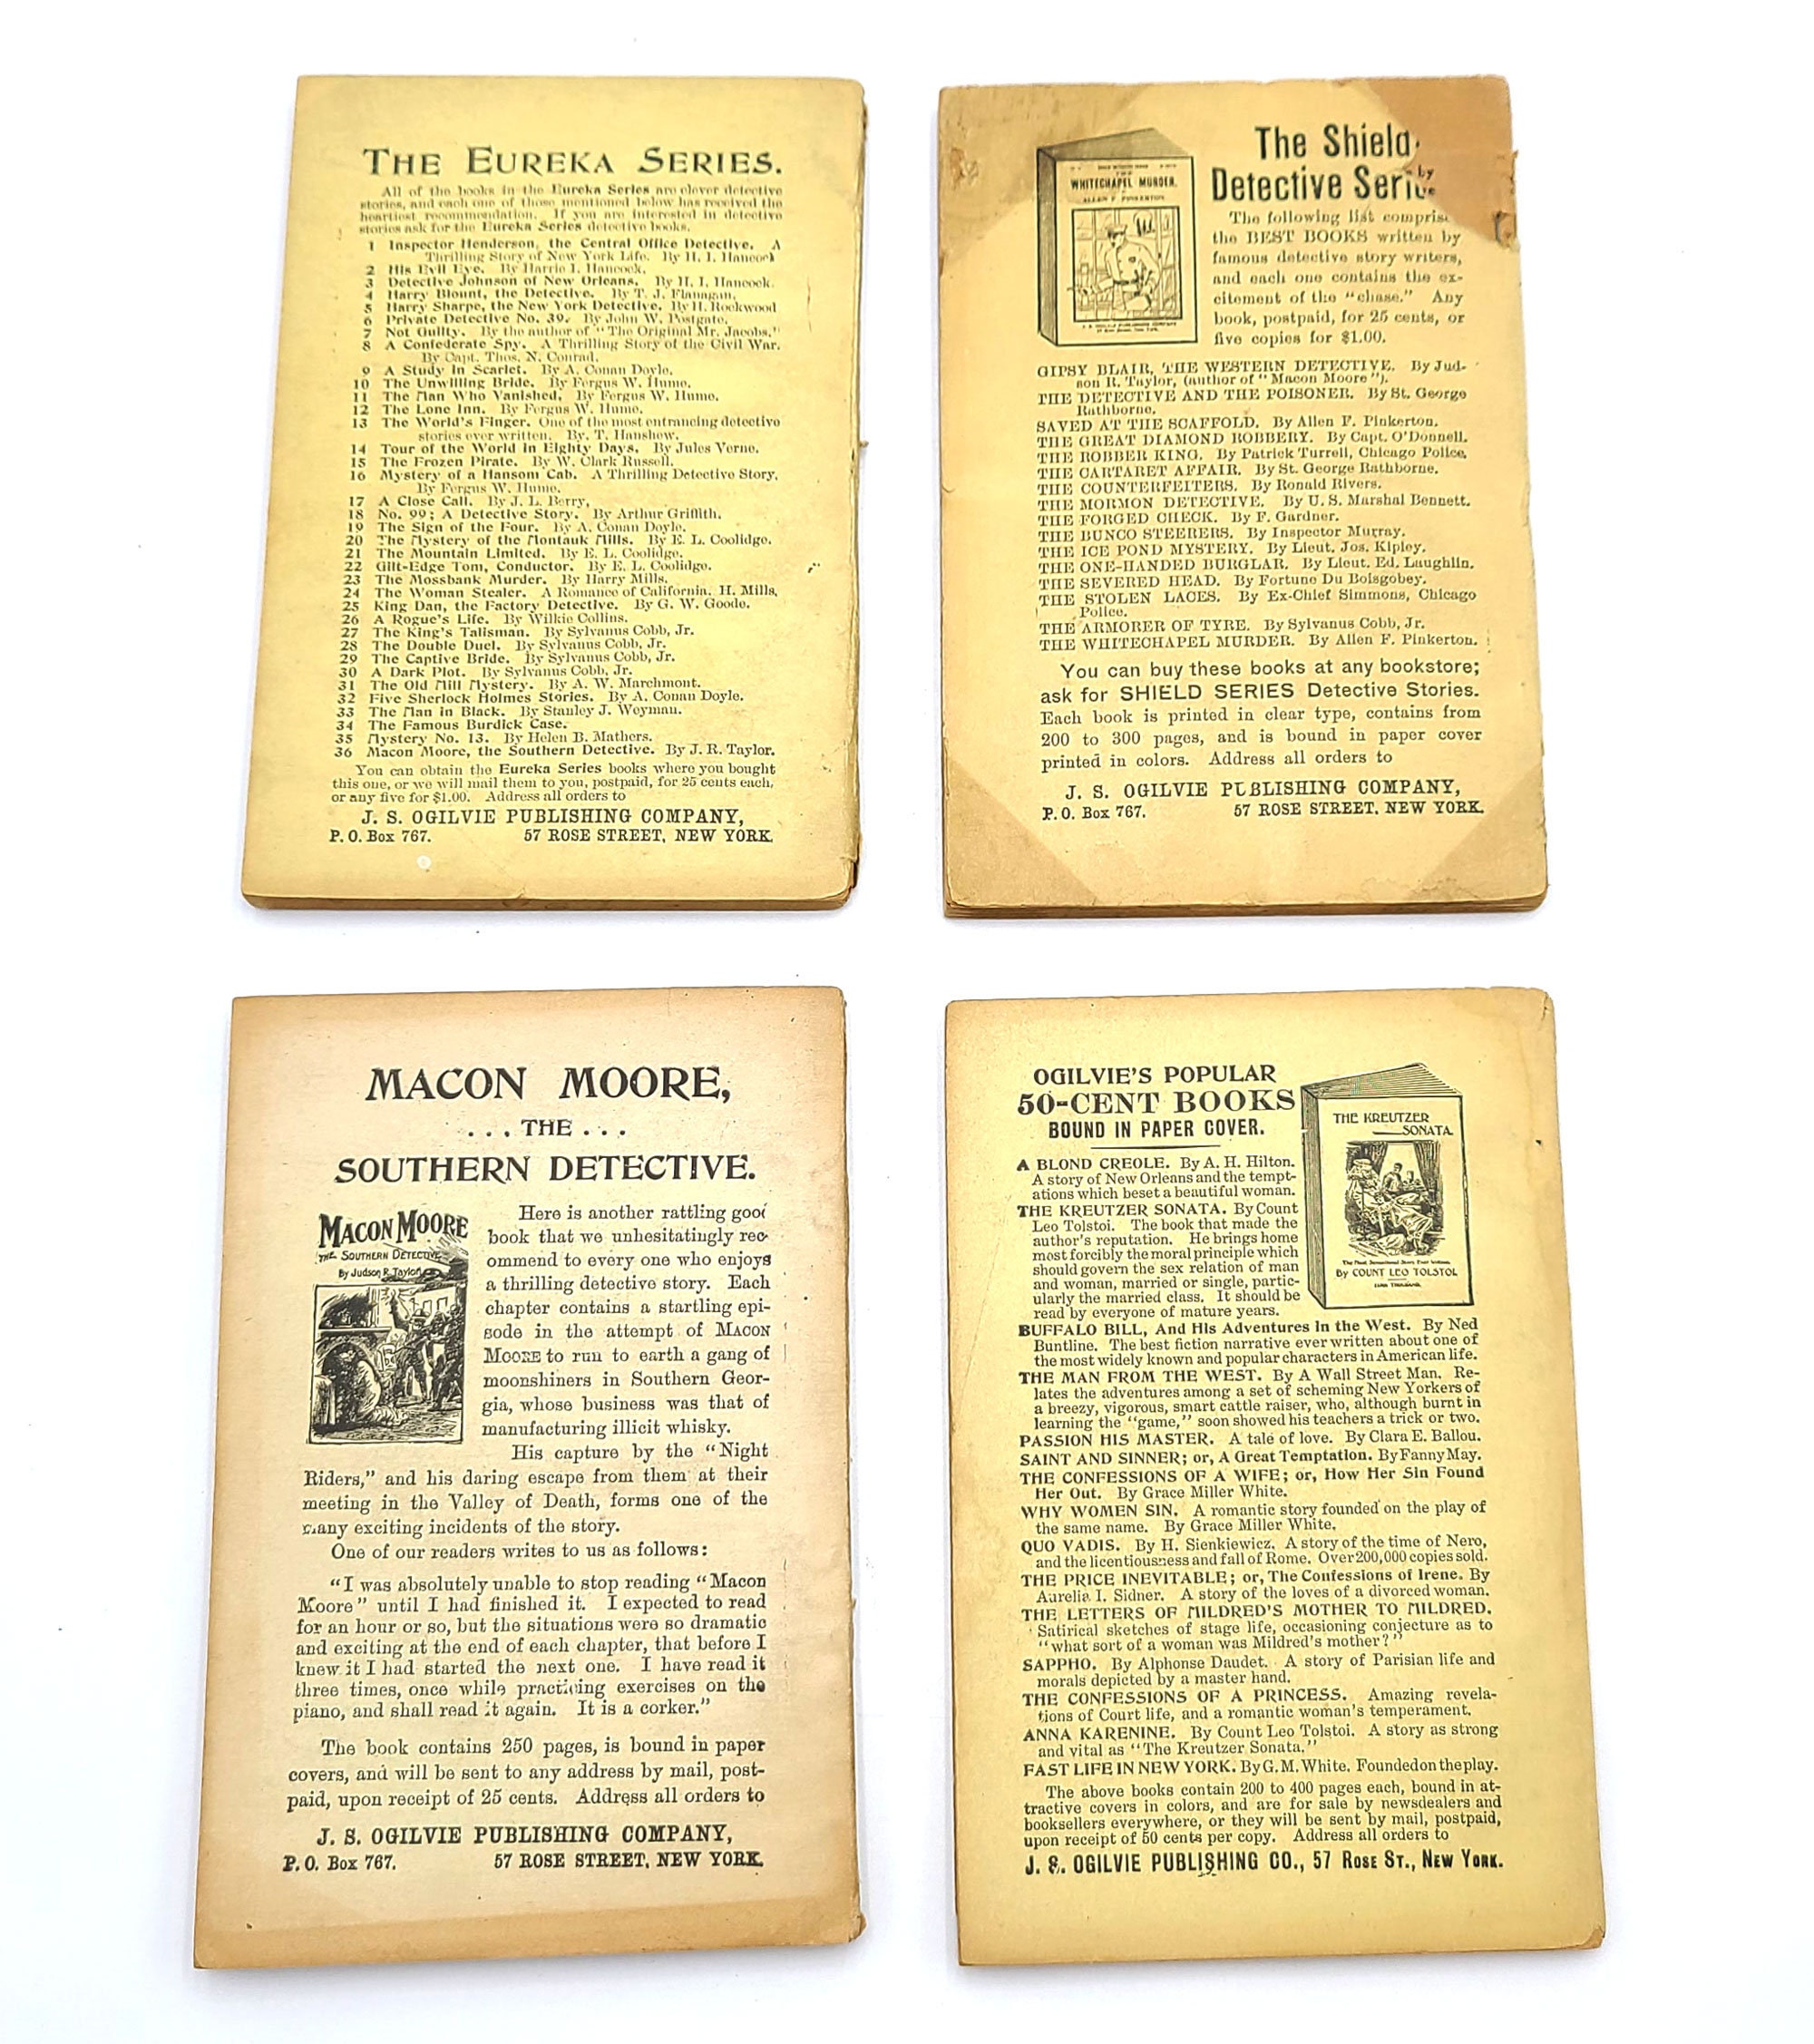 THE EUREKA SERIES.
All of the books in the Eureka Series are clever detective
stories, and each one of those mentioned below has received the
heartiest recommendation. If you are interested in detective
stories ask for the Eureka Series detective books.
1 Inspector Henderson, the Central Office Detective. A
Thrilling Story of New York Life. By H. I. Hancock
2 His Evil Eye. By Harrie I. Hancock.
3 Detective Johnson of New Orleans. By H. I. Hancock.
4 Harry Blount, the Detective. By T. J. Flanagan.
5 Harry Sharpe, the New York Detective. By H. Rockwood
6 Private Detective No. 39. By John W. Postgate.
7 Not Guilty. By the author of "The Original Mr. Jacobs."
8 A Confederate Spy. A Thrilling Story of the Civil War.
By Capt. Thos. N. Conrad.
9 A Study in Scarlet. By A. Conan Doyle.
10 The Unwilling Bride. By Fergus W. Hume.
11 The Man Who Vanished. By Fergus W. Hume.
12 The Lone Inn. By Fergus W. Hume.
13 The World's Finger. One of the most entrancing detective
stories ever written. By. T. Hanshew.
14 Tour of the World in Eighty Days. By Jules Verne.
15 The Frozen Pirate. By W. Clark Russell.
16 Mystery of a Hansom Cab. A Thrilling Detective Story.
By Fergus W. Hume.
17 A Close Call. By J. L. Berry.
18 No. 99; A Detective Story. By Arthur Griffith.
19 The Sign of the Four. By A. Conan Doyle.
20 The Mystery of the Montauk Mills. By E. L. Coolidge.
21 The Mountain Limited. By E. L. Coolidge.
22 Gilt-Edge Tom, Conductor. By E. L. Coolidge.
23 The Mossbank Murder. By Harry Mills.
24 The Woman Stealer. A Romance of California. H. Mills.
25 King Dan, the Factory Detective. By G. W. Goode.
26 A Rogue's Life. By Wilkie Collins.
27 The King's Talisman. By Sylvanus Cobb, Jr.
28 The Double Duel. By Sylvanus Cobb, Jr.
29 The Captive Bride. By Sylvanus Cobb, Jr.
30 A Dark Plot. By Sylvanus Cobb, Jr.
31 The Old Mill Mystery. By A. W. Marchmont.
32 Five Sherlock Holmes Stories. By A. Conan Doyle.
33 The Man in Black. By Stanley J. Weyman.
34 The Famous Burdick Case.
35 Mystery No. 13. By Helen B. Mathers.
36 Macon Moore, the Southern Detective. By J. R. Taylor.
You can obtain the Eureka Series books where you bought
this one, or we will mail them to you, postpaid, for 25 cents each,
or any five for $1.00. Address all orders to
J. S. OGILVIE PUBLISHING COMPANY,
P. O. Box 767. 57 ROSE STREET, NEW YORK.
The Shield
Detective Serie
WHITECHAPEL MURDER.
ALLEN F. PINKERTON
The following list compris
the BEST BOOKS written by
famous detective story writers,
and each one contains the ex-
citement of the "chase." Any
book, postpaid, for 25 cents, or
five copies for $1.00.
GIPSY BLAIR, THE WESTERN DETECTIVE. By Jud-
son R. Taylor, (author of "Macon Moore").
THE DETECTIVE AND THE POISONER. By St. George
Rathborne.
SAVED AT THE SCAFFOLD. By Allen F. Pinkerton.
THE GREAT DIAMOND ROBBERY. By Capt. O'Donnell.
THE ROBBER KING. By Patrick Turrell, Chicago Police.
THE CARTARET AFFAIR. By St. George Rathborne.
THE COUNTERFEITERS. By Ronald Rivers.
THE MORMON DETECTIVE. By U. S. Marshal Bennett.
THE FORGED CHECK. By F. Gardner.
THE BUNCO STEERERS. By Inspector Murray.
THE ICE POND MYSTERY. By Lieut. Jos. Kipley.
THE ONE-HANDED BURGLAR. By Lieut. Ed. Laughlin.
THE SEVERED HEAD. By Fortune Du Boisgobey.
THE STOLEN LACES. By Ex-Chief Simmons, Chicago
Police.
THE ARMORER OF TYRE. By Sylvanus Cobb, Jr.
THE WHITECHAPEL MURDER. By Allen F. Pinkerton.
You can buy these books at any bookstore;
ask for SHIELD SERIES Detective Stories.
Each book is printed in clear type, contains from
200 to 300 pages, and is bound in paper cover
printed in colors. Address all orders to
J. S. OGILVIE PUBLISHING COMPANY,
P. O. Box 767. 57 ROSE STREET, NEW YORK.
MACON MOORE,
. . . THE . . .
SOUTHERN DETECTIVE.
MACON MOORE
THE SOUTHERN DETECTIVE
By Judson R. Taylor
Here is another rattling good
book that we unhesitatingly rec-
ommend to every one who enjoys
a thrilling detective story. Each
chapter contains a startling epi-
sode in the attempt of MACON
MOORE to run to earth a gang of
moonshiners in Southern Geor-
gia, whose business was that of
manufacturing illicit whisky.
His capture by the "Night
Riders," and his daring escape from them at their
meeting in the Valley of Death, forms one of the
many exciting incidents of the story.
One of our readers writes to us as follows:
"I was absolutely unable to stop reading "Macon
Moore" until I had finished it. I expected to read
for an hour or so, but the situations were so dramatic
and exciting at the end of each chapter, that before I
knew it I had started the next one. I have read it
three times, once while practicing exercises on the
piano, and shall read it again. It is a corker."
The book contains 250 pages, is bound in paper
covers, and will be sent to any address by mail, post-
paid, upon receipt of 25 cents. Address all orders to
J. S. OGILVIE PUBLISHING COMPANY,
P. O. Box 767. 57 ROSE STREET, NEW YORK.
OGILVIE'S POPULAR
50-CENT BOOKS
BOUND IN PAPER COVER.
THE KREUTZER
SONATA.
By COUNT LEO TOLSTOI.
A BLOND CREOLE. By A. H. Hilton.
A story of New Orleans and the tempt-
ations which beset a beautiful woman.
THE KREUTZER SONATA. By Count
Leo Tolstoi. The book that made the
author's reputation. He brings home
most forcibly the moral principle which
should govern the sex relation of man
and woman, married or single, partic-
ularly the married class. It should be
read by everyone of mature years.
BUFFALO BILL, And His Adventures in the West. By Ned
Buntline. The best fiction narrative ever written about one of
the most widely known and popular characters in American life.
THE MAN FROM THE WEST. By A Wall Street Man. Re-
lates the adventures among a set of scheming New Yorkers of
a breezy, vigorous, smart cattle raiser, who, although burnt in
learning the "game," soon showed his teachers a trick or two.
PASSION HIS MASTER. A tale of love. By Clara E. Ballou.
SAINT AND SINNER; or, A Great Temptation. By Fanny May.
THE CONFESSIONS OF A WIFE; or, How Her Sin Found
Her Out. By Grace Miller White.
WHY WOMEN SIN. A romantic story founded on the play of
the same name. By Grace Miller White.
QUO VADIS. By H. Sienkiewicz. A story of the time of Nero,
and the licentiousness and fall of Rome. Over 200,000 copies sold.
THE PRICE INEVITABLE; or, The Confessions of Irene. By
Aurelia I. Sidner. A story of the loves of a divorced woman.
THE LETTERS OF MILDRED'S MOTHER TO MILDRED.
Satirical sketches of stage life, occasioning conjecture as to
"what sort of a woman was Mildred's mother?"
SAPPHO. By Alphonse Daudet. A story of Parisian life and
morals depicted by a master hand.
THE CONFESSIONS OF A PRINCESS. Amazing revela-
tions of Court life, and a romantic woman's temperament.
ANNA KARENINE. By Count Leo Tolstoi. A story as strong
and vital as "The Kreutzer Sonata."
FAST LIFE IN NEW YORK. By G. M. White. Founded on the play.
The above books contain 200 to 400 pages each, bound in at-
tractive covers in colors, and are for sale by newsdealers and
booksellers everywhere, or they will be sent by mail, postpaid,
upon receipt of 50 cents per copy. Address all orders to
J. S. OGILVIE PUBLISHING CO., 57 ROSE ST., NEW YORK.